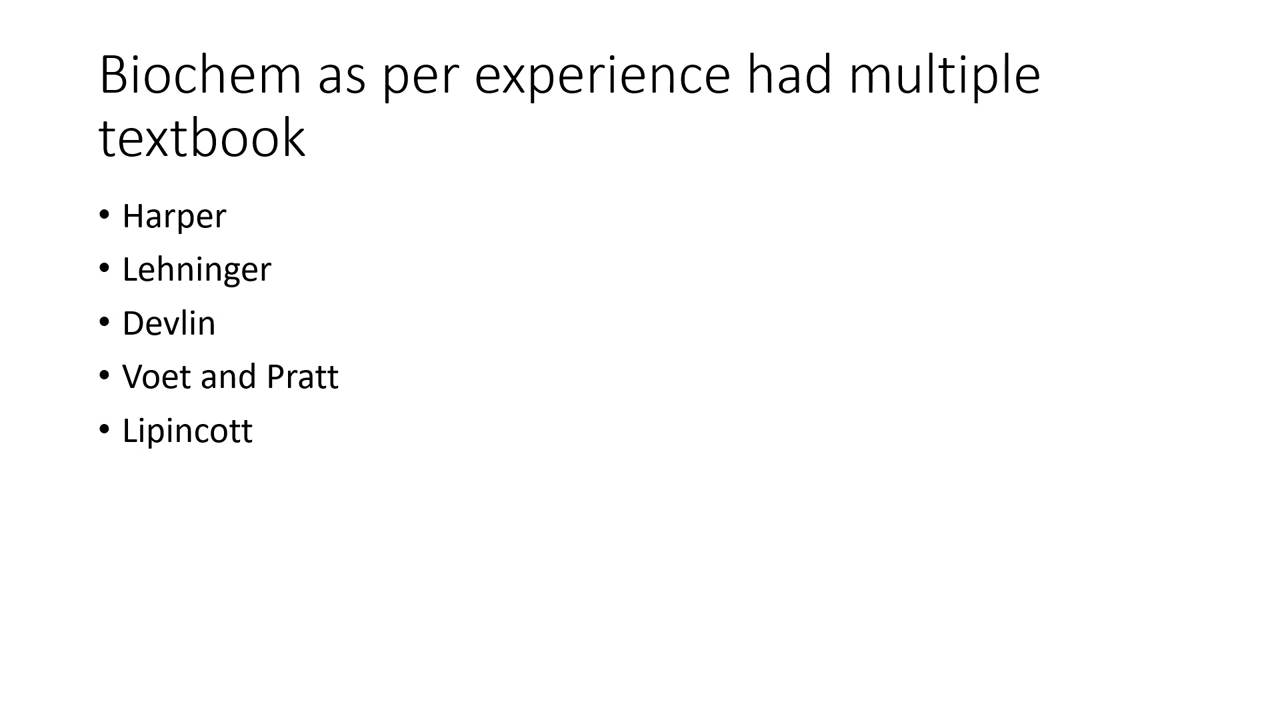 Biochem as per experience had multiple
textbook
• Harper
• Lehninger
• Devlin
• Voet and Pratt
• Lipincott